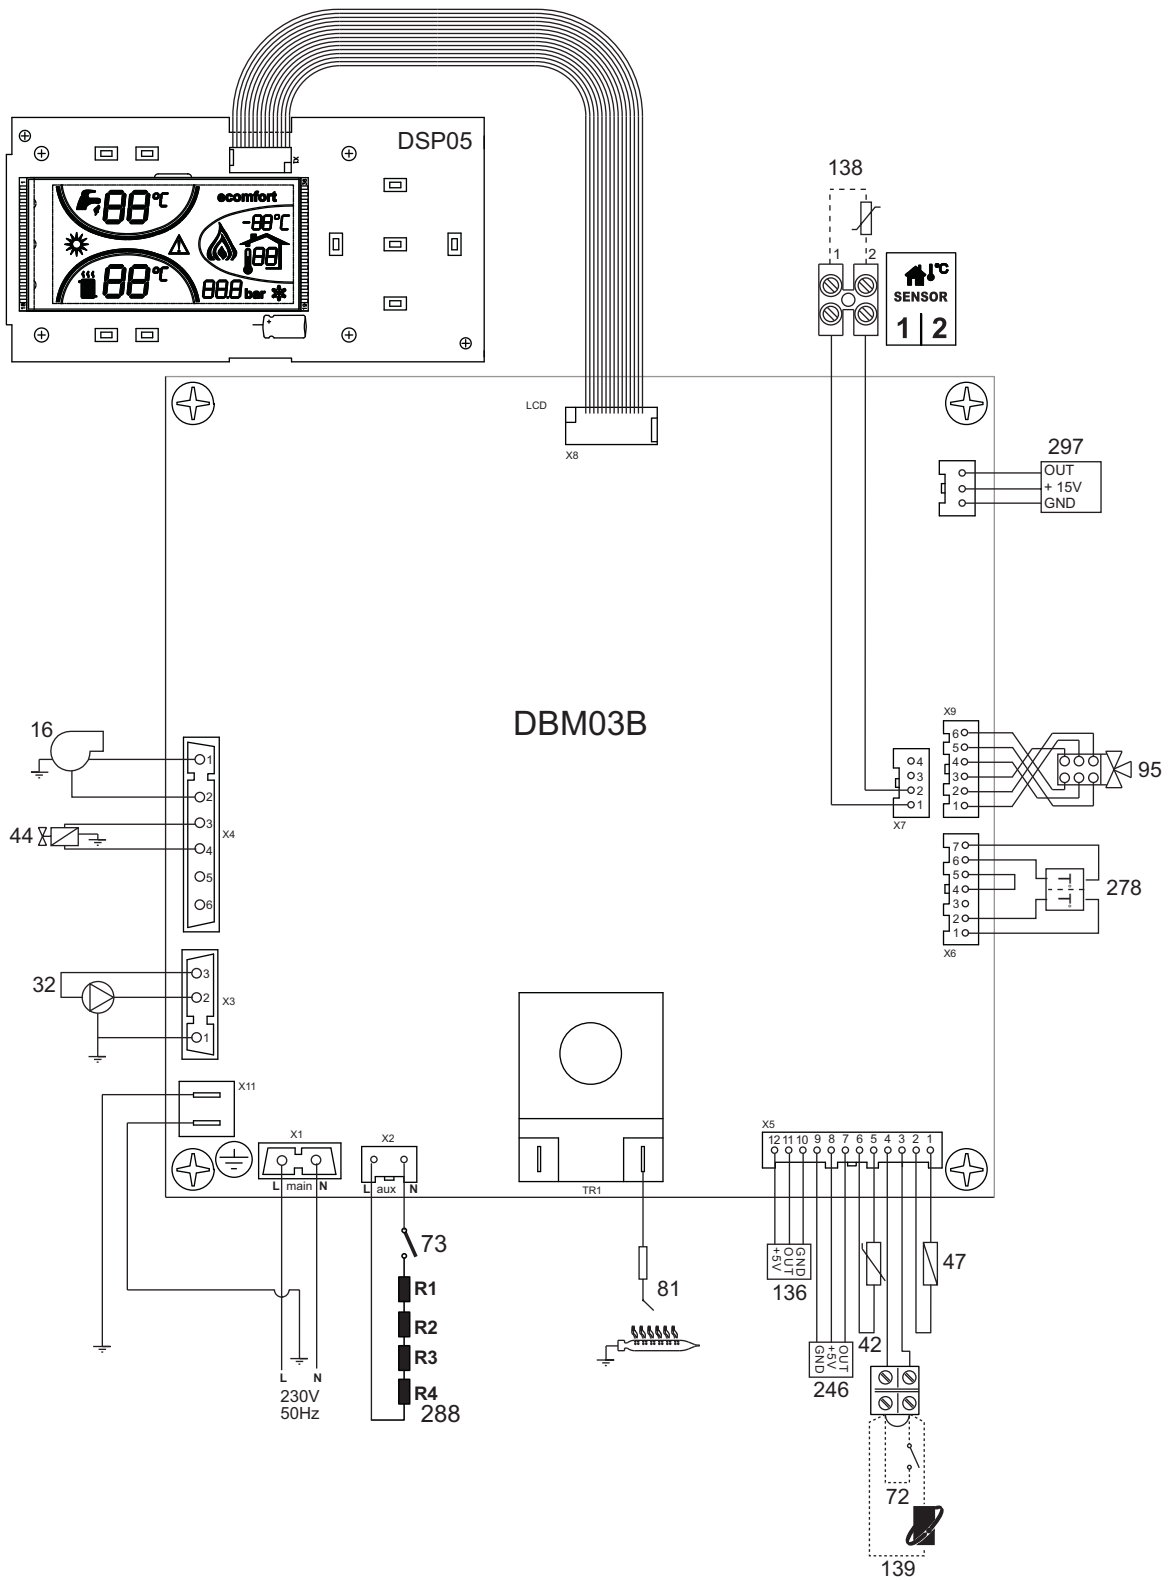 DSP05
88°C
ecomfort
-88°C
88
88°C
88.8 bar
138
1 2
°C
SENSOR
1 2
LCD
X8
297
OUT
+ 15V
GND
DBM03B
16
1
2
3
4
5
6
X4
44
X9
6
5
4
3
2
1
95
4
3
2
1
X7
7
6
5
4
3
2
1
X6
278
32
3
2
1
X3
X11
X1
L main N
X2
L aux N
TR1
X5
12 11 10 9 8 7 6 5 4 3 2 1
73
R1
R2
R3
R4
288
L N
230V
50Hz
81
+5V
OUT
GND
136
GND
+5V
OUT
246
42
47
72
139